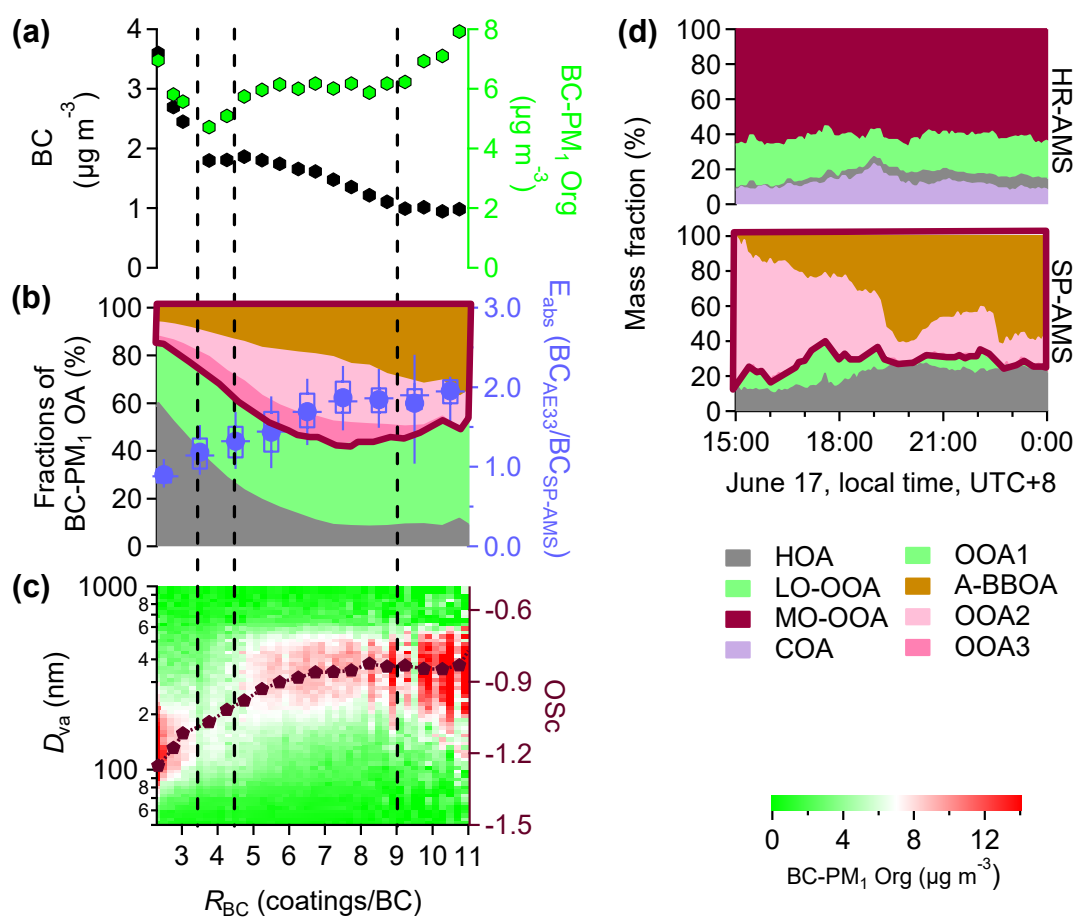 (a)
4
3
2
1
0
BC
(µg m⁻³)
8
6
4
2
0
BC-PM₁ Org
(µg m⁻³)
(b)
100
80
60
40
20
0
Fractions of
BC-PM₁ OA (%)
3.0
2.0
1.0
0.0
E_abs (BC_AE33/BC_SP-AMS)
(c)
1000
8
6
4
2
100
8
6
D_va (nm)
-0.6
-0.9
-1.2
-1.5
OSc
3 4 5 6 7 8 9 10 11
R_BC (coatings/BC)
(d)
100
80
60
40
20
0
HR-AMS
Mass fraction (%)
100
80
60
40
20
0
SP-AMS
15:00 18:00 21:00 0:00
June 17, local time, UTC+8
HOA
LO-OOA
MO-OOA
COA
OOA1
A-BBOA
OOA2
OOA3
0 4 8 12
BC-PM₁ Org (µg m⁻³)